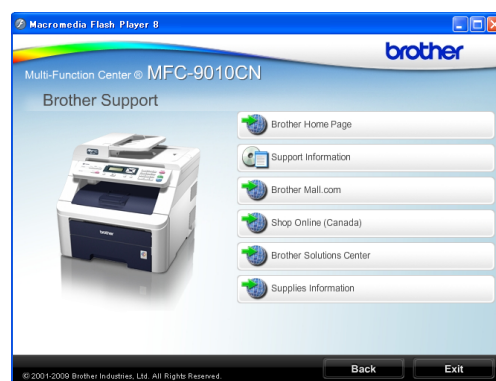 Macromedia Flash Player 8
brother
Multi-Function Center ® MFC-9010CN
Brother Support
Brother Home Page
Support Information
Brother Mall.com
Shop Online (Canada)
Brother Solutions Center
Supplies Information
© 2001-2009 Brother Industries, Ltd. All Rights Reserved.
Back
Exit